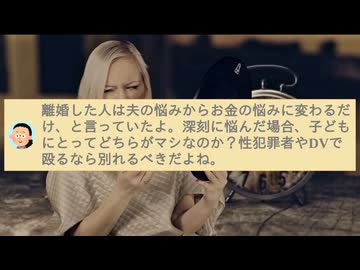 離婚した人は夫の悩みからお金の悩みに変わるだ
け、と言っていたよ。深刻に悩んだ場合、子ども
にとってどちらがマシなのか？性犯罪者やDVで
殴るなら別れるべきだよね。